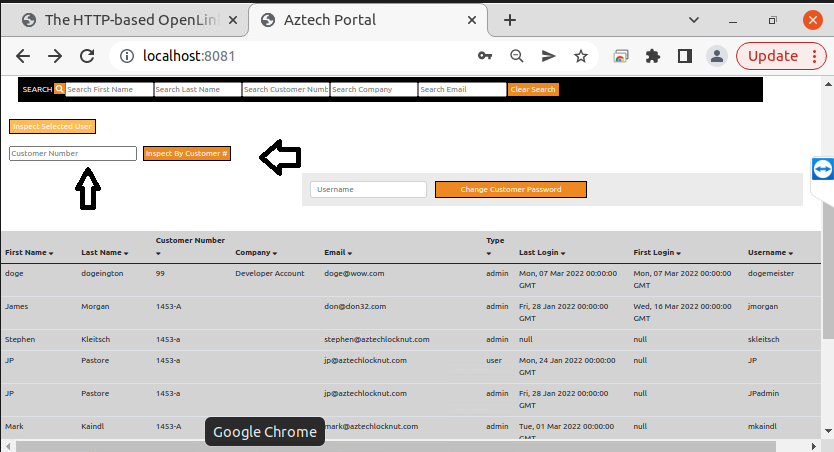 The HTTP-based OpenLin
Aztech Portal
localhost:8081
Update
SEARCH Search First Name Search Last Name Search Customer Numb Search Company Search Email Clear Search
Inspect Selected User
Customer Number Inspect By Customer #
Username Change Customer Password
First Name Last Name Customer Number Company Email Type Last Login First Login Username
doge dogeington 99 Developer Account doge@wow.com admin Mon, 07 Mar 2022 00:00:00 GMT Mon, 07 Mar 2022 00:00:00 GMT dogemeister
James Morgan 1453-A don@don32.com admin Fri, 28 Jan 2022 00:00:00 GMT Wed, 16 Mar 2022 00:00:00 GMT jmorgan
Stephen Kleitsch 1453-a stephen@aztechlocknut.com admin null null skleitsch
JP Pastore 1453-a jp@aztechlocknut.com user Mon, 24 Jan 2022 00:00:00 GMT null JP
JP Pastore 1453-a jp@aztechlocknut.com admin Fri, 28 Jan 2022 00:00:00 GMT null JPadmin
Mark Kaindl 1453-A mark@aztechlocknut.com admin Tue, 01 Mar 2022 00:00:00 GMT null mkaindl
Google Chrome